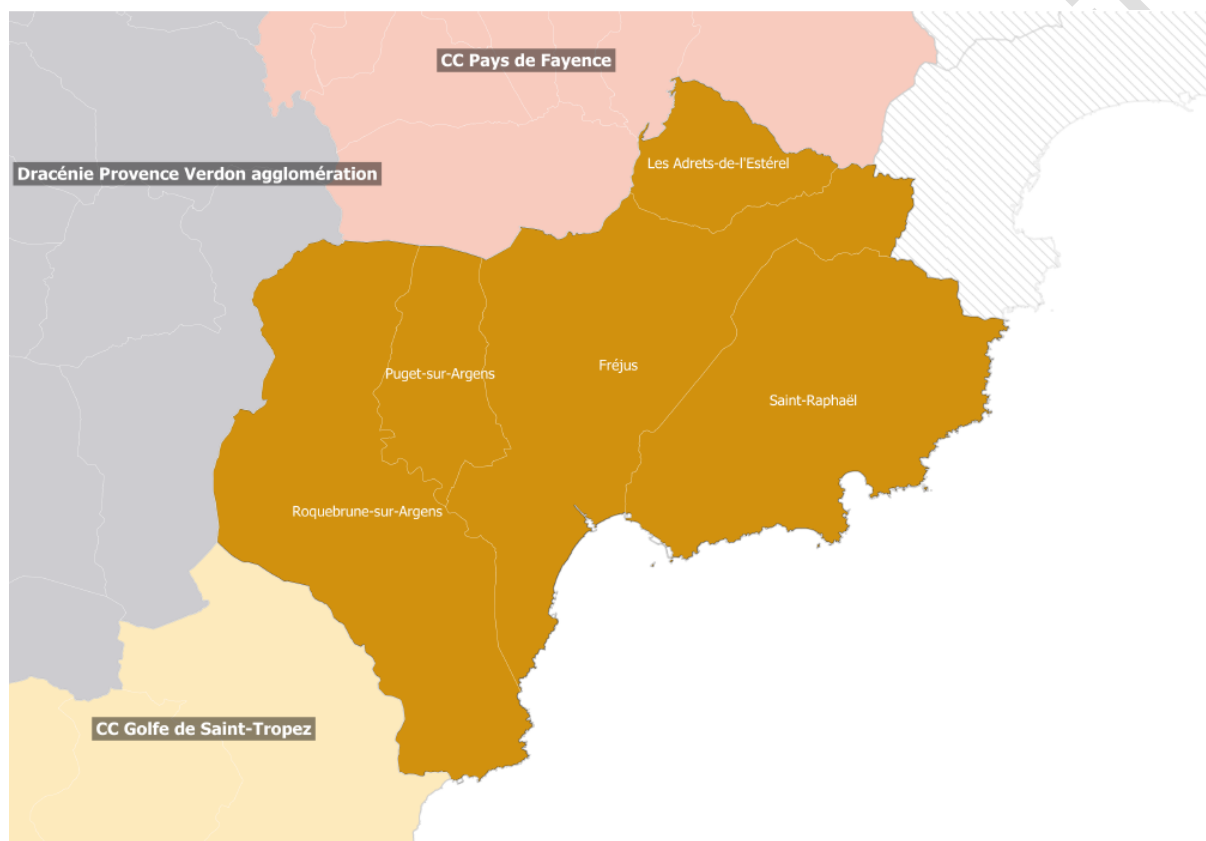 CC Pays de Fayence
Les Adrets-de-l'Estérel
Dracénie Provence Verdon agglomération
Fréjus
Puget-sur-Argens
Saint-Raphaël
Roquebrune-sur-Argens
CC Golfe de Saint-Tropez